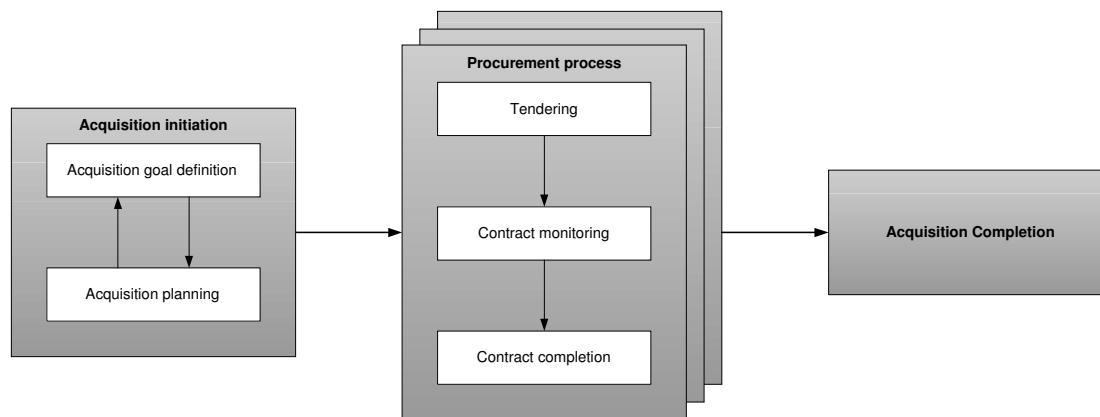 Acquisition initiation
Acquisition goal definition
Acquisition planning
Procurement process
Tendering
Contract monitoring
Contract completion
Acquisition Completion